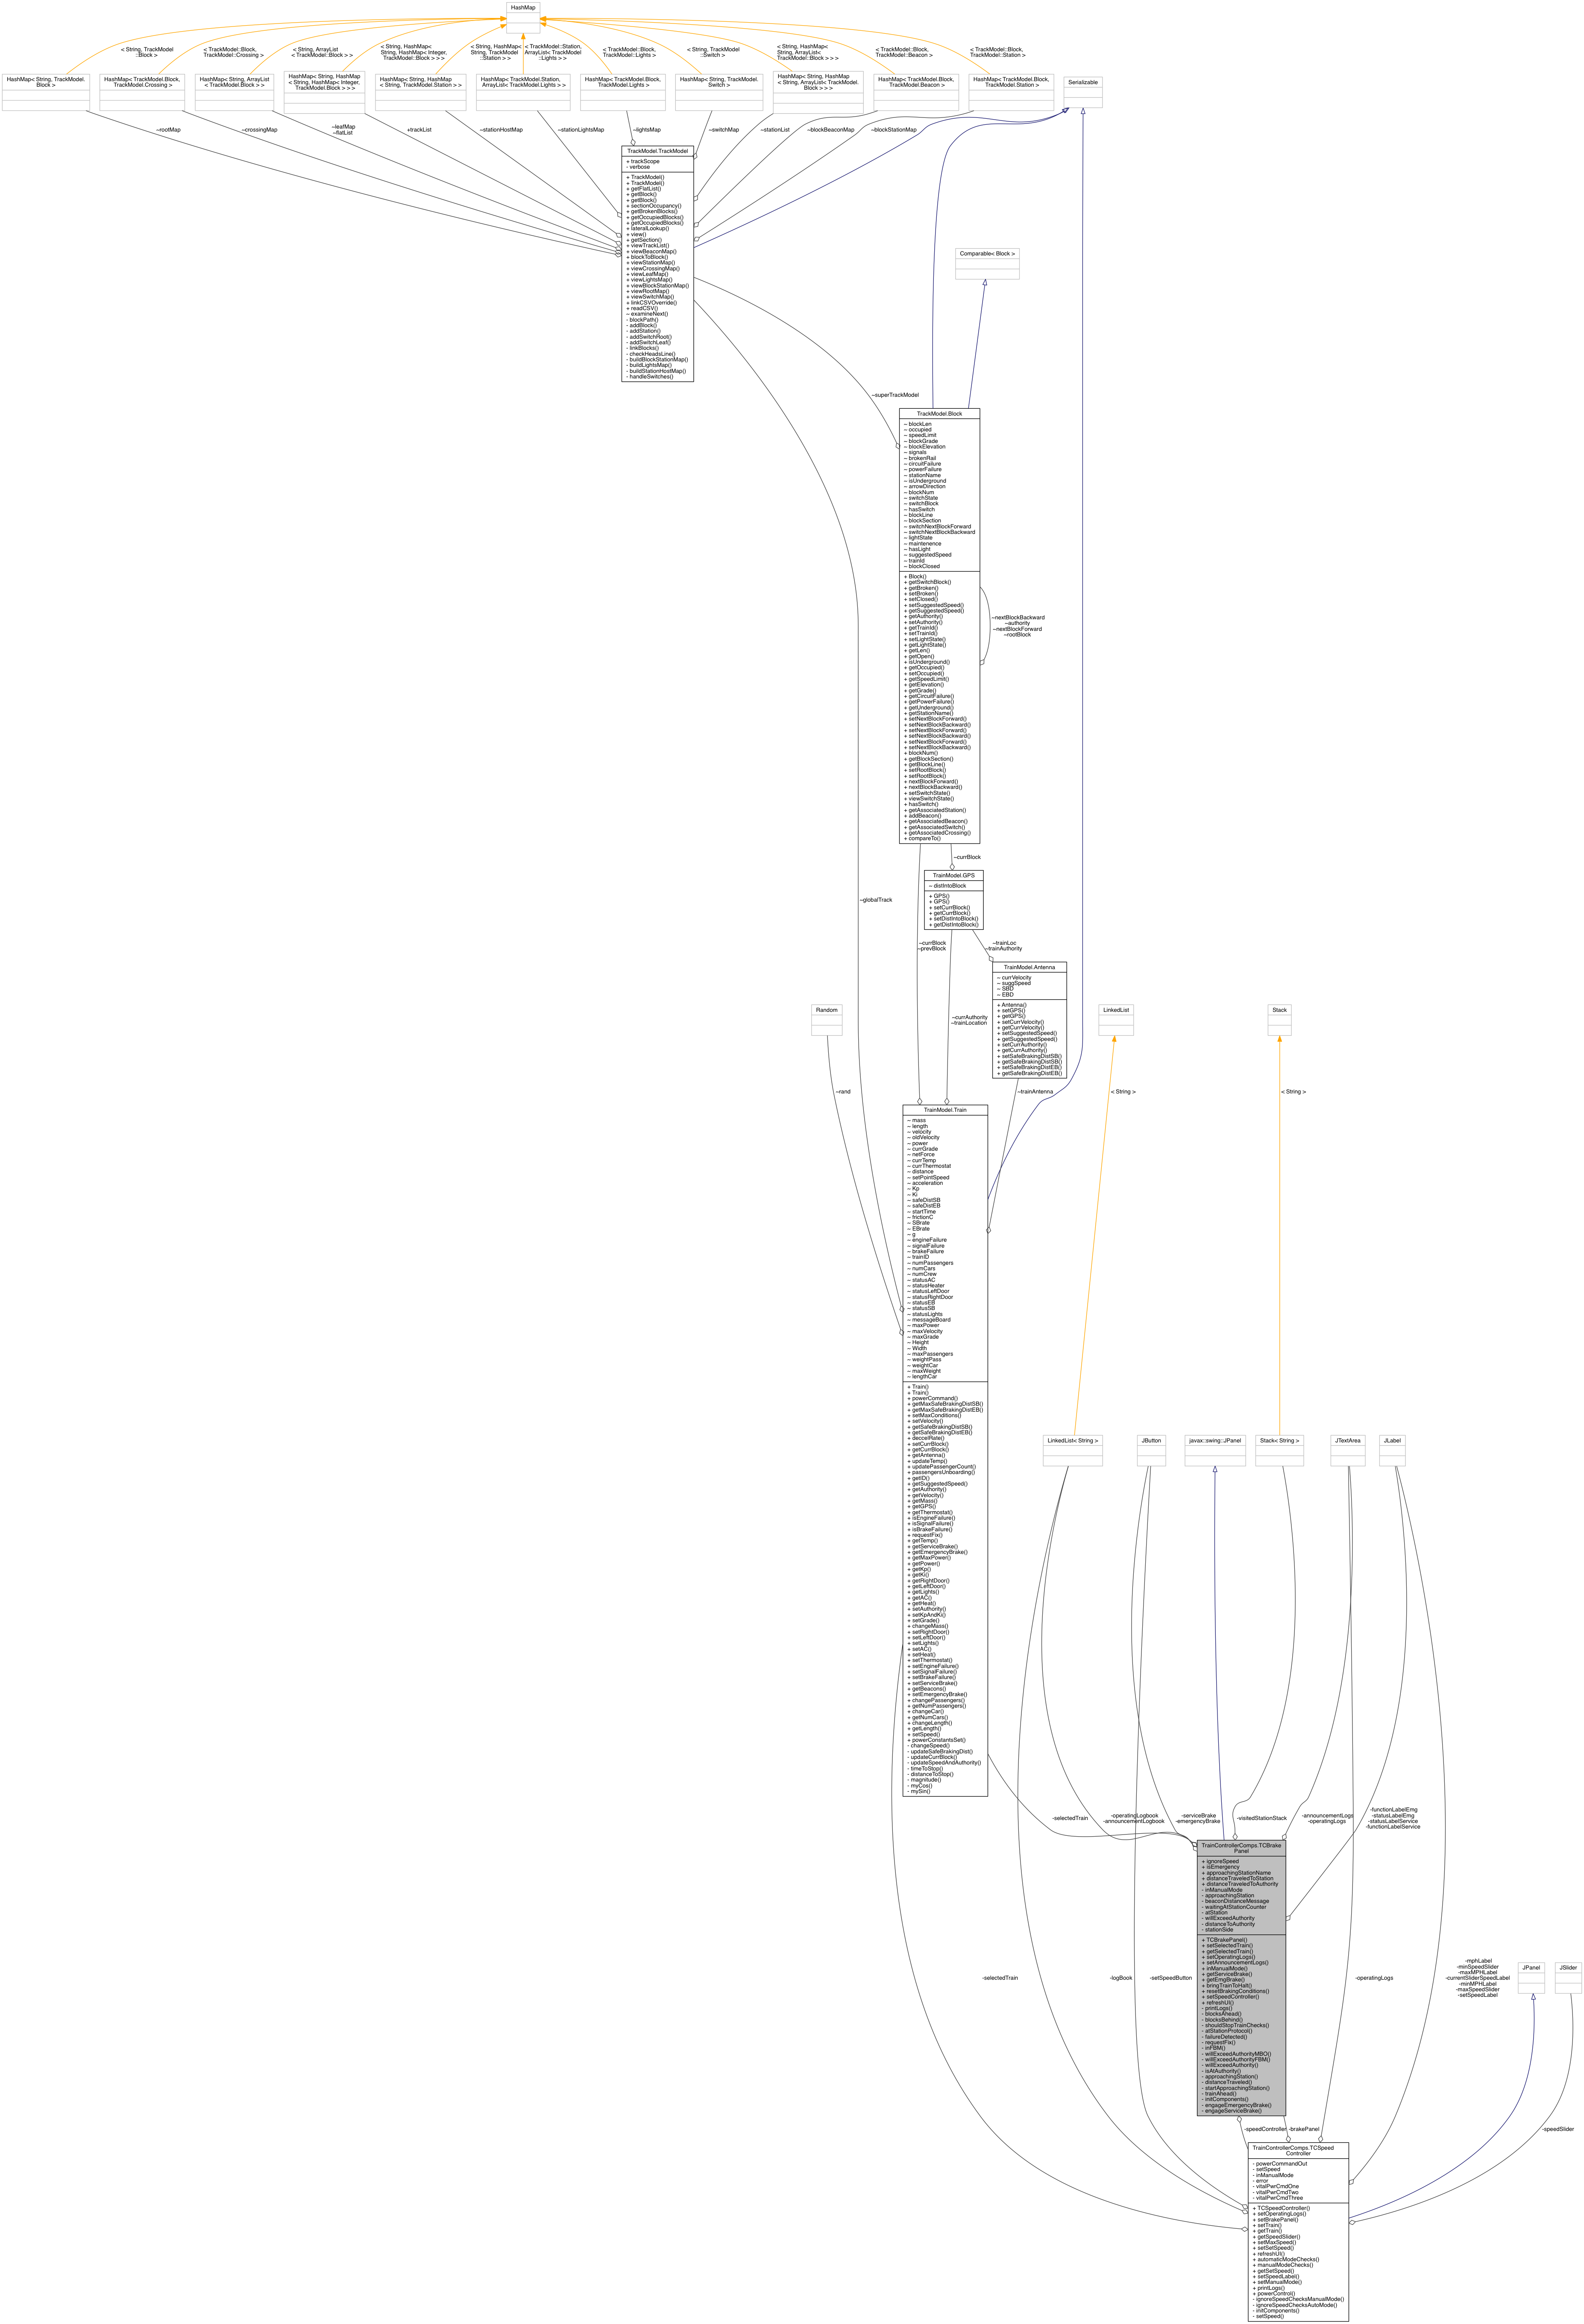 HashMap
< String, TrackModel
::Block >
< TrackModel::Block,
TrackModel::Crossing >
< String, ArrayList
< TrackModel::Block > >
< String, HashMap<
String, HashMap< Integer,
TrackModel::Block > > >
< String, HashMap<
String, TrackModel
::Station > >
< TrackModel::Station,
ArrayList< TrackModel
::Lights > >
< TrackModel::Block,
TrackModel::Lights >
< String, TrackModel
::Switch >
< String, HashMap<
String, ArrayList<
TrackModel::Block > > >
< TrackModel::Block,
TrackModel::Beacon >
< TrackModel::Block,
TrackModel::Station >
HashMap< String, TrackModel.
Block >
HashMap< TrackModel.Block,
TrackModel.Crossing >
HashMap< String, ArrayList
< TrackModel.Block > >
HashMap< String, HashMap
< String, HashMap< Integer,
TrackModel.Block > > >
HashMap< String, HashMap
< String, TrackModel.Station > >
HashMap< TrackModel.Station,
ArrayList< TrackModel.Lights > >
HashMap< TrackModel.Block,
TrackModel.Lights >
HashMap< String, TrackModel.
Switch >
HashMap< String, HashMap
< String, ArrayList< TrackModel.
Block > > >
HashMap< TrackModel.Block,
TrackModel.Beacon >
HashMap< TrackModel.Block,
TrackModel.Station >
Serializable
~rootMap
~crossingMap
~leafMap
~flatList
+trackList
~stationHostMap
~stationLightsMap
~lightsMap
~switchMap
~stationList
~blockBeaconMap
~blockStationMap
TrackModel.TrackModel
+ trackScope
- verbose
+ TrackModel()
+ TrackModel()
+ getFlatList()
+ getBlock()
+ getBlock()
+ sectionOccupancy()
+ getBrokenBlocks()
+ getOccupiedBlocks()
+ getOccupiedBlocks()
+ lateralLookup()
+ view()
+ getSection()
+ viewTrackList()
+ viewBeaconMap()
+ blockToBlock()
+ viewStationMap()
+ viewCrossingMap()
+ viewLeafMap()
+ viewLightsMap()
+ viewBlockStationMap()
+ viewRootMap()
+ viewSwitchMap()
+ linkCSVOverride()
+ readCSV()
~ examineNext()
- blockPath()
- addBlock()
- addStation()
- addSwitchRoot()
- addSwitchLeaf()
- linkBlocks()
- checkHeadsLine()
- buildBlockStationMap()
- buildLightsMap()
- buildStationHostMap()
- handleSwitches()
Comparable< Block >
~superTrackModel
TrackModel.Block
~ blockLen
~ occupied
~ speedLimit
~ blockGrade
~ blockElevation
~ signals
~ brokenRail
~ circuitFailure
~ powerFailure
~ stationName
~ isUnderground
~ arrowDirection
~ blockNum
~ switchState
~ switchBlock
~ hasSwitch
~ blockLine
~ blockSection
~ switchNextBlockForward
~ switchNextBlockBackward
~ lightState
~ maintenence
~ hasLight
~ suggestedSpeed
~ trainId
~ blockClosed
+ Block()
+ getSwitchBlock()
+ getBroken()
+ setBroken()
+ setClosed()
+ setSuggestedSpeed()
+ getSuggestedSpeed()
+ getAuthority()
+ setAuthority()
+ getTrainId()
+ setTrainId()
+ setLightState()
+ getLightState()
+ getLen()
+ getOpen()
+ isUnderground()
+ getOccupied()
+ setOccupied()
+ getSpeedLimit()
+ getElevation()
+ getGrade()
+ getCircuitFailure()
+ getPowerFailure()
+ getUnderground()
+ getStationName()
+ setNextBlockForward()
+ setNextBlockBackward()
+ setNextBlockForward()
+ setNextBlockBackward()
+ setNextBlockForward()
+ setNextBlockBackward()
+ blockNum()
+ getBlockSection()
+ getBlockLine()
+ setRootBlock()
+ setRootBlock()
+ nextBlockForward()
+ nextBlockBackward()
+ setSwitchState()
+ viewSwitchState()
+ hasSwitch()
+ getAssociatedStation()
+ addBeacon()
+ getAssociatedBeacon()
+ getAssociatedSwitch()
+ getAssociatedCrossing()
+ compareTo()
~nextBlockBackward
~authority
~nextBlockForward
~rootBlock
~currBlock
TrainModel.GPS
~ distIntoBlock
+ GPS()
+ GPS()
+ setCurrBlock()
+ getCurrBlock()
+ setDistIntoBlock()
+ getDistIntoBlock()
~globalTrack
~currBlock
~prevBlock
~trainLoc
~trainAuthority
TrainModel.Antenna
~ currVelocity
~ suggSpeed
~ SBD
~ EBD
+ Antenna()
+ setGPS()
+ getGPS()
+ setCurrVelocity()
+ getCurrVelocity()
+ setSuggestedSpeed()
+ getSuggestedSpeed()
+ setCurrAuthority()
+ getCurrAuthority()
+ setSafeBrakingDistSB()
+ getSafeBrakingDistSB()
+ setSafeBrakingDistEB()
+ getSafeBrakingDistEB()
Random
~currAuthority
~trainLocation
LinkedList
Stack
~rand
~trainAntenna
< String >
< String >
TrainModel.Train
~ mass
~ length
~ velocity
~ oldVelocity
~ power
~ currGrade
~ netForce
~ currTemp
~ currThermostat
~ distance
~ setPointSpeed
~ acceleration
~ Kp
~ Ki
~ safeDistSB
~ safeDistEB
~ startTime
~ frictionC
~ SBrate
~ EBrate
~ g
~ engineFailure
~ signalFailure
~ brakeFailure
~ trainID
~ numPassengers
~ numCars
~ numCrew
~ statusAC
~ statusHeater
~ statusLeftDoor
~ statusRightDoor
~ statusEB
~ statusSB
~ statusLights
~ messageBoard
~ maxPower
~ maxVelocity
~ maxGrade
~ Height
~ Width
~ maxPassengers
~ weightPass
~ weightCar
~ maxWeight
~ lengthCar
+ Train()
+ Train()
+ powerCommand()
+ getMaxSafeBrakingDistSB()
+ getMaxSafeBrakingDistEB()
+ setMaxConditions()
+ setVelocity()
+ getSafeBrakingDistSB()
+ getSafeBrakingDistEB()
+ deccelRate()
+ setCurrBlock()
+ getCurrBlock()
+ getAntenna()
+ updateTemp()
+ updatePassengerCount()
+ passengersUnboarding()
+ getID()
+ getSuggestedSpeed()
+ getAuthority()
+ getVelocity()
+ getMass()
+ getGPS()
+ getThermostat()
+ isEngineFailure()
+ isSignalFailure()
+ isBrakeFailure()
+ requestFix()
+ getTemp()
+ getServiceBrake()
+ getEmergencyBrake()
+ getMaxPower()
+ getPower()
+ getKp()
+ getKi()
+ getRightDoor()
+ getLeftDoor()
+ getLights()
+ getAC()
+ getHeat()
+ setAuthority()
+ setKpAndKi()
+ setGrade()
+ changeMass()
+ setRightDoor()
+ setLeftDoor()
+ setLights()
+ setAC()
+ setHeat()
+ setThermostat()
+ setEngineFailure()
+ setSignalFailure()
+ setBrakeFailure()
+ setServiceBrake()
+ getBeacons()
+ setEmergencyBrake()
+ changePassengers()
+ getNumPassengers()
+ changeCar()
+ getNumCars()
+ changeLength()
+ getLength()
+ setSpeed()
+ powerConstantsSet()
- changeSpeed()
- updateSafeBrakingDist()
- updateCurrBlock()
- updateSpeedAndAuthority()
- timeToStop()
- distanceToStop()
- magnitude()
- myCos()
- mySin()
LinkedList< String >
JButton
javax::swing::JPanel
Stack< String >
JTextArea
JLabel
-selectedTrain
-operatingLogbook
-announcementLogbook
-serviceBrake
-emergencyBrake
-visitedStationStack
-announcementLogs
-operatingLogs
-functionLabelEmg
-statusLabelEmg
-statusLabelService
-functionLabelService
TrainControllerComps.TCBrake
Panel
+ ignoreSpeed
+ isEmergency
+ approachingStationName
+ distanceTraveledToStation
+ distanceTraveledToAuthority
- inManualMode
- approachingStation
- beaconDistanceMessage
- waitingAtStationCounter
- atStation
- willExceedAuthority
- distanceToAuthority
- stationSide
+ TCBrakePanel()
+ setSelectedTrain()
+ getSelectedTrain()
+ setOperatingLogs()
+ setAnnouncementLogs()
+ inManualMode()
+ getServiceBrake()
+ getEmgBrake()
+ bringTrainToHalt()
+ resetBrakingConditions()
+ setSpeedController()
+ refreshUI()
- printLogs()
- blocksAhead()
- blocksBehind()
- shouldStopTrainChecks()
- atStationProtocol()
- failureDetected()
- requestFix()
- inFBM()
- willExceedAuthorityMBO()
- willExceedAuthorityFBM()
- willExceedAuthority()
- isAtAuthority()
- approachingStation()
- distanceTraveled()
- startApproachingStation()
- trainAhead()
- initComponents()
- engageEmergencyBrake()
- engageServiceBrake()
-selectedTrain
-logBook
-setSpeedButton
-operatingLogs
-mphLabel
-minSpeedSlider
-maxMPHLabel
-currentSliderSpeedLabel
-minMPHLabel
-maxSpeedSlider
-setSpeedLabel
JPanel
JSlider
-speedController
-brakePanel
-speedSlider
TrainControllerComps.TCSpeed
Controller
- powerCommandOut
- setSpeed
- inManualMode
- error
- vitalPwrCmdOne
- vitalPwrCmdTwo
- vitalPwrCmdThree
+ TCSpeedController()
+ setOperatingLogs()
+ setBrakePanel()
+ setTrain()
+ getTrain()
+ getSpeedSlider()
+ setMaxSpeed()
+ setSetSpeed()
+ refreshUI()
+ automaticModeChecks()
+ manualModeChecks()
+ getSetSpeed()
+ setSpeedLabel()
+ setManualMode()
+ printLogs()
+ powerControl()
- ignoreSpeedChecksManualMode()
- ignoreSpeedChecksAutoMode()
- initComponents()
- setSpeed()